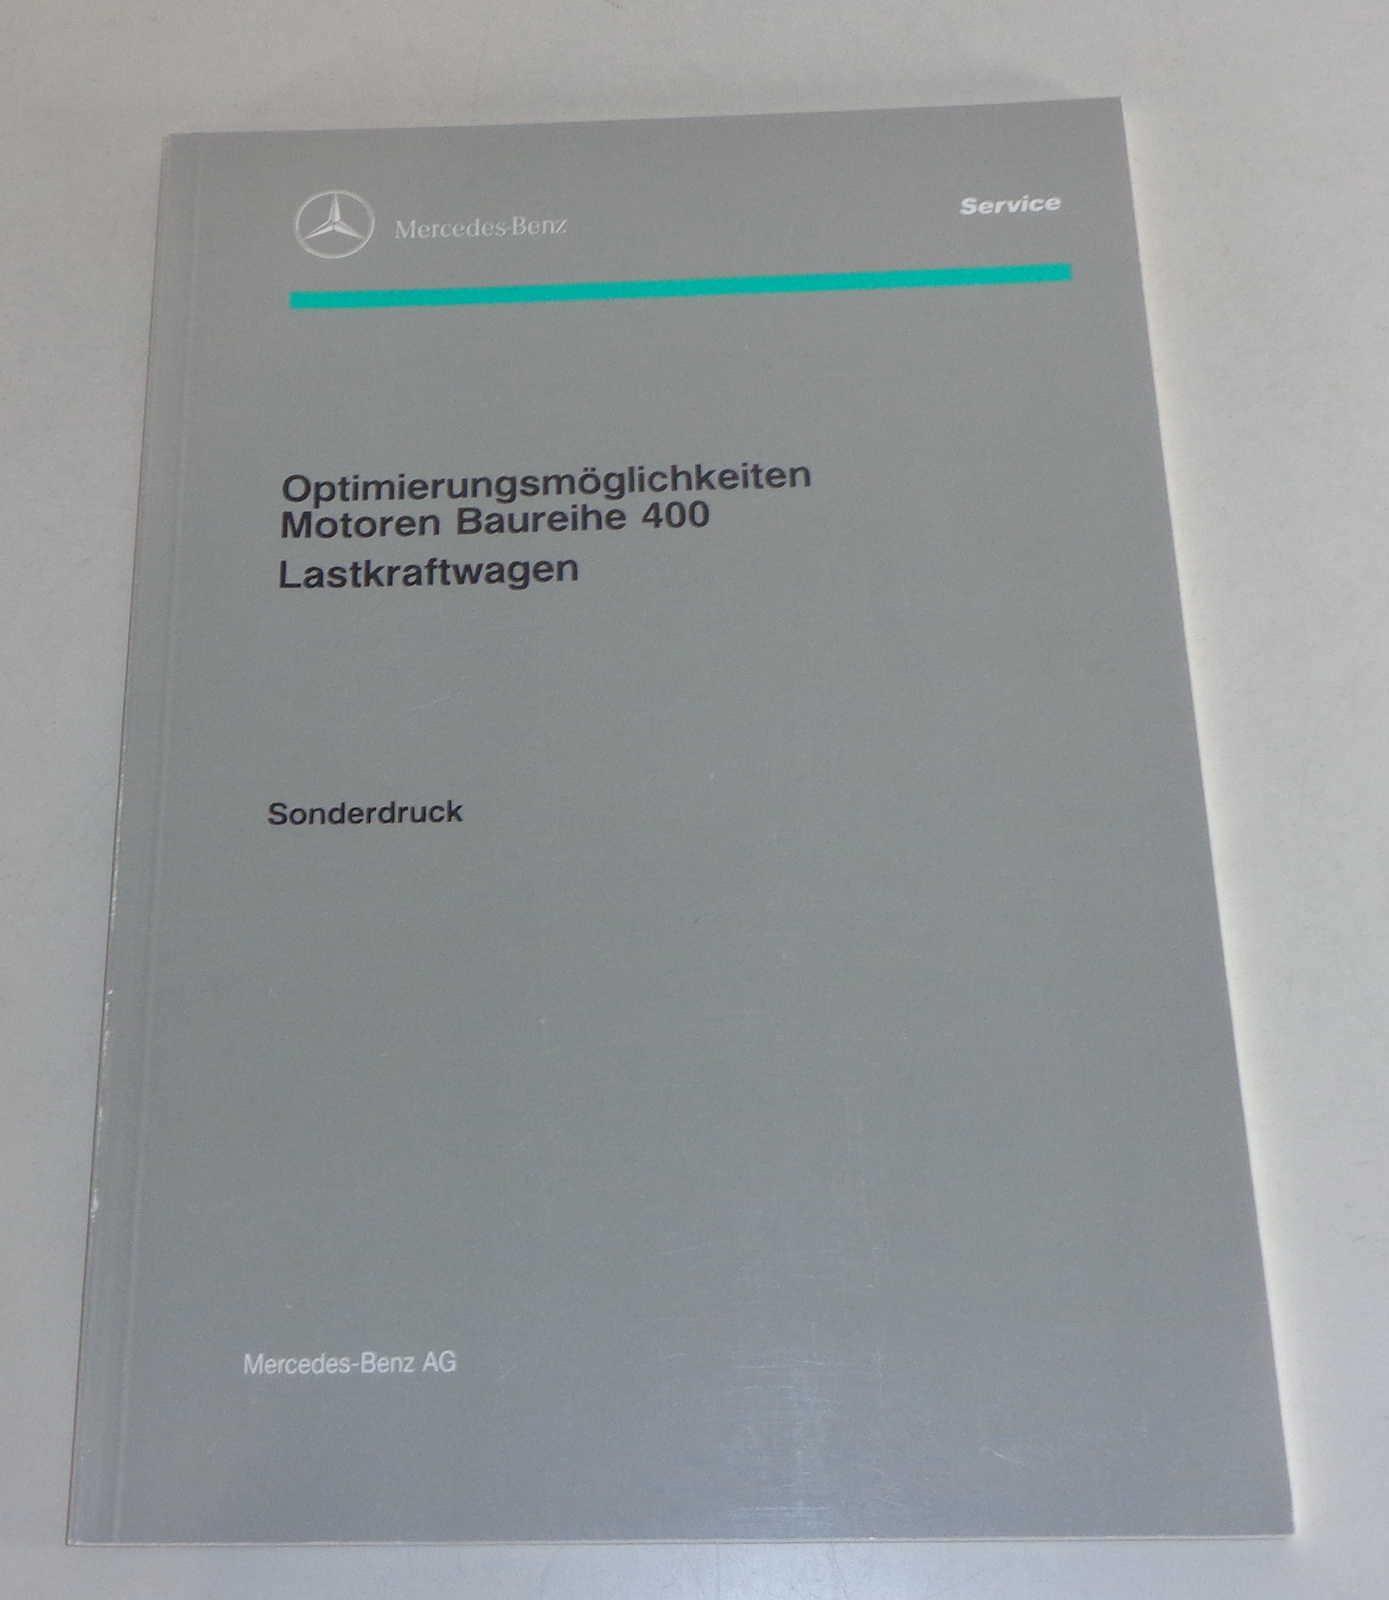 Mercedes-Benz
Service
Optimierungsmöglichkeiten
Motoren Baureihe 400
Lastkraftwagen
Sonderdruck
Mercedes-Benz AG